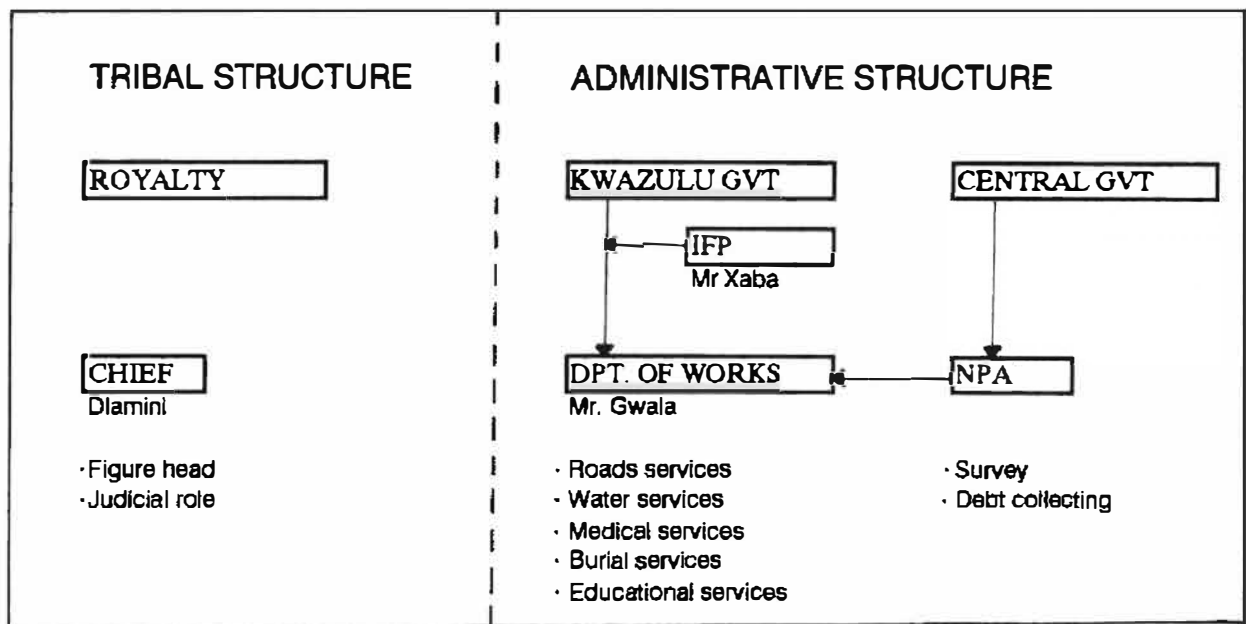 TRIBAL STRUCTURE
ROYALTY
CHIEF
Dlamini
· Figure head
· Judicial role
ADMINISTRATIVE STRUCTURE
KWAZULU GVT
IFP
Mr Xaba
DPT. OF WORKS
Mr. Gwala
· Roads services
· Water services
· Medical services
· Burial services
· Educational services
CENTRAL GVT
NPA
· Survey
· Debt collecting